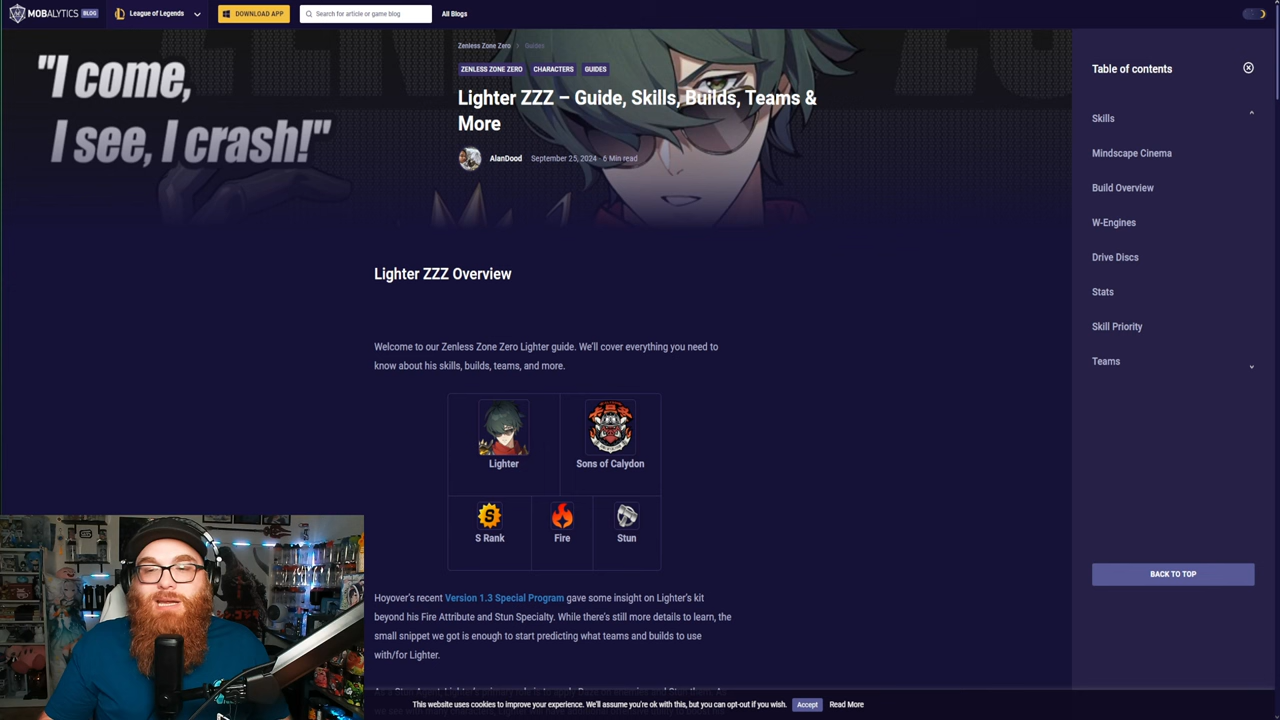 MOBALYTICS BLOG
League of Legends
DOWNLOAD APP
Search for article or game blog
All Blogs
"I come,
I see, I crash!"
Zenless Zone Zero > Guides
ZENLESS ZONE ZERO
CHARACTERS
GUIDES
Lighter ZZZ – Guide, Skills, Builds, Teams &
More
AlanDood
September 25, 2024 · 6 Min read
Lighter ZZZ Overview
Welcome to our Zenless Zone Zero Lighter guide. We'll cover everything you need to
know about his skills, builds, teams, and more.
Lighter
Sons of Calydon
S Rank
Fire
Stun
Hoyover's recent Version 1.3 Special Program gave some insight on Lighter's kit
beyond his Fire Attribute and Stun Specialty. While there's still more details to learn, the
small snippet we got is enough to start predicting what teams and builds to use
with/for Lighter.
Table of contents
Skills
Mindscape Cinema
Build Overview
W-Engines
Drive Discs
Stats
Skill Priority
Teams
BACK TO TOP
This website uses cookies to improve your experience. We'll assume you're ok with this, but you can opt-out if you wish.
Accept
Read More